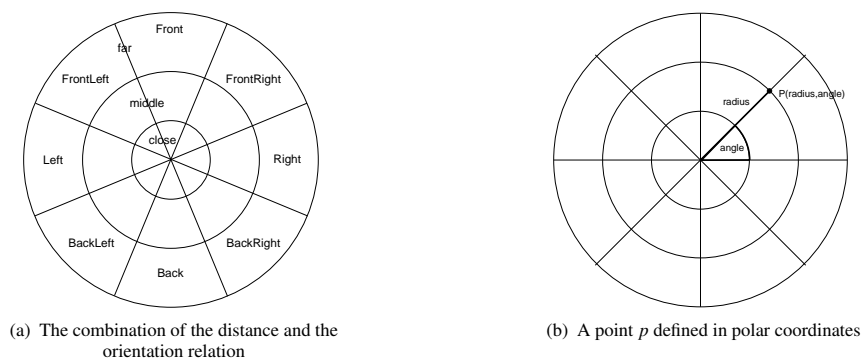 Front
far
FrontLeft
FrontRight
middle
close
Left
Right
BackLeft
BackRight
Back
(a) The combination of the distance and the
orientation relation
radius
P(radius,angle)
angle
(b) A point p defined in polar coordinates